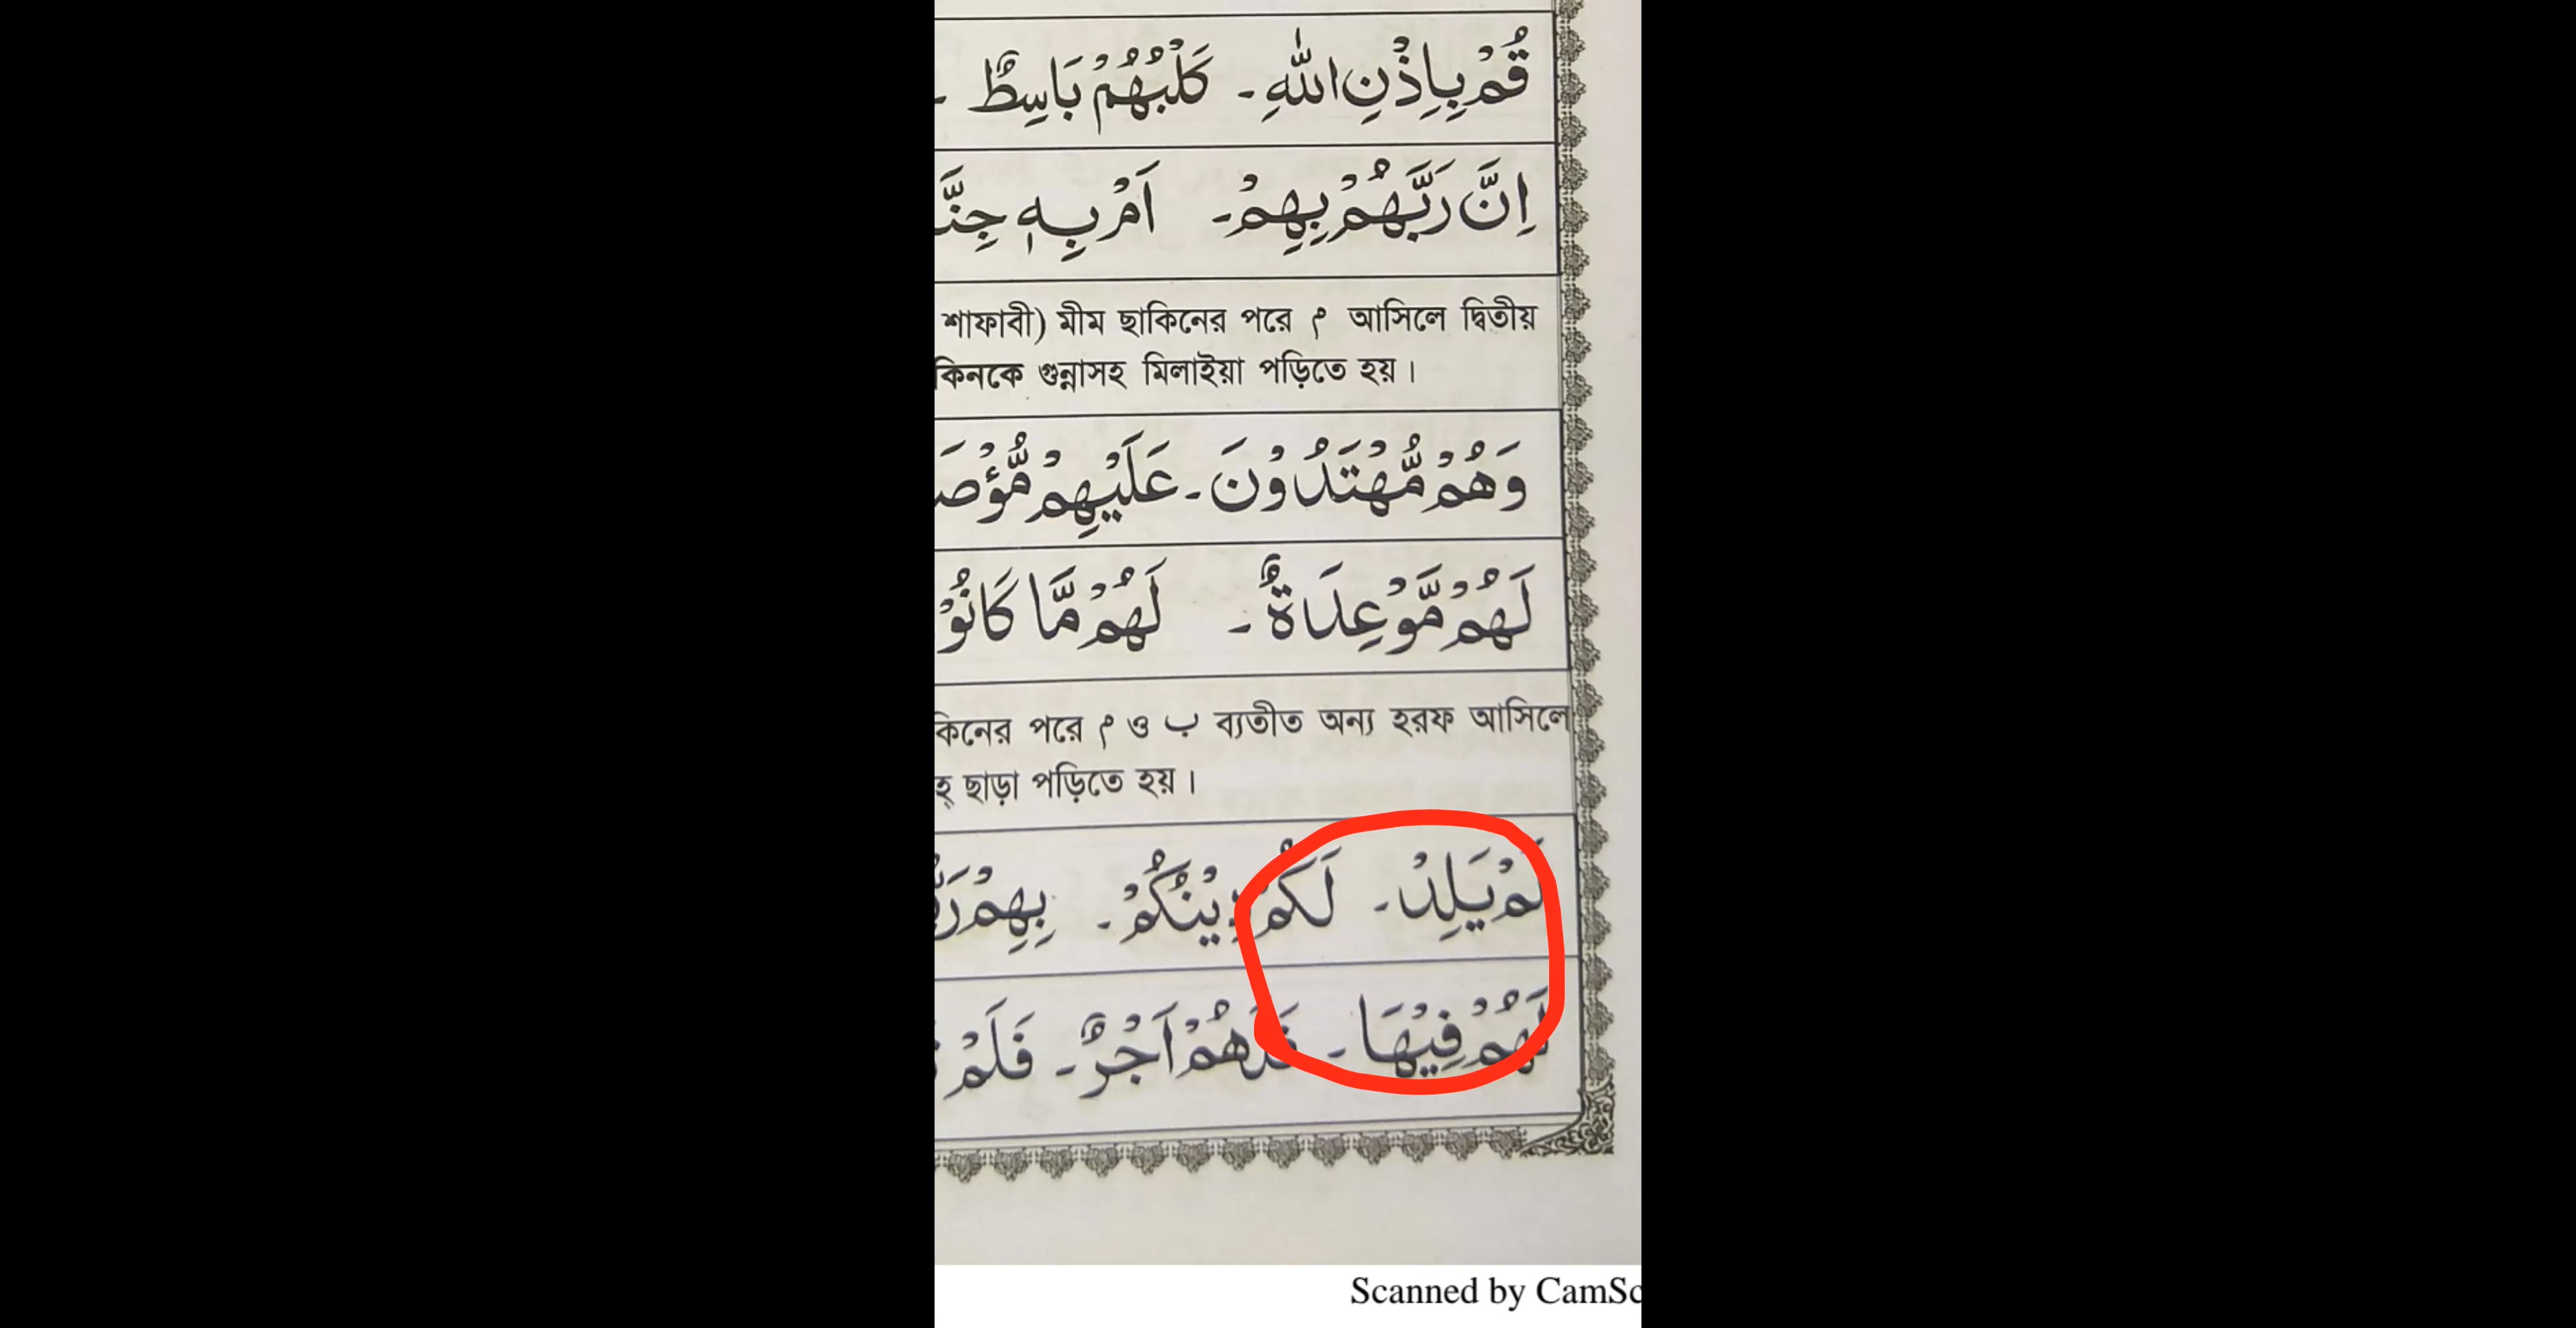 قُمْ بِاِذْنِ اللّٰهِ ۔ كَلْبُهُمْ بَاسِطٌ ۔
اِنَّ رَبَّهُمْ بِهِمْ ۔ اَمْ بِهٖ جِنَّ
শাফাবী) মীম ছাকিনের পরে م আসিলে দ্বিতীয়
কিনকে গুন্নাসহ মিলাইয়া পড়িতে হয়।
وَهُمْ مُّهْتَدُوْنَ ۔ عَلَيْهِمْ مُّؤْصَ
لَهُمْ مَّوْعِدَةٌ ۔ لَهُمْ مَّا كَانُوْ
কিনের পরে م ও ب ব্যতীত অন্য হরফ আসিলে
হ্ ছাড়া পড়িতে হয়।
لَمْ يَلِدْ ۔ لَكُمْ دِيْنُكُمْ ۔ بِهِمْ
لَهُمْ فِيْهَا ۔ اَجْرٌ ۔ فَلَمْ
Scanned by CamSc